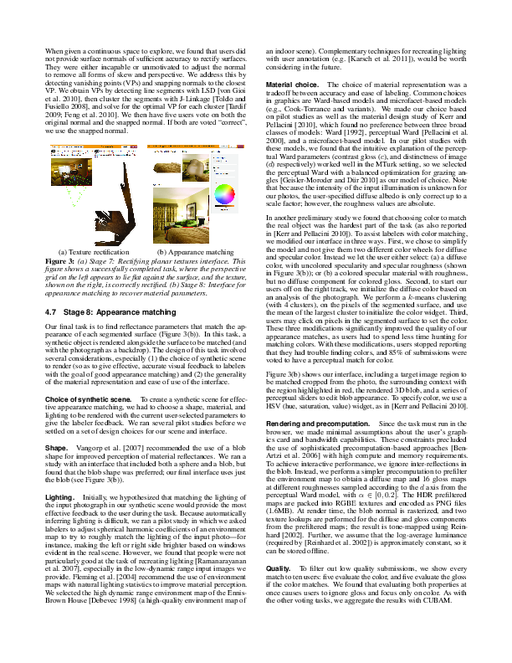 When given a continuous space to explore, we found that users did
not provide surface normals of sufficient accuracy to rectify surfaces.
They were either incapable or unmotivated to adjust the normal
to remove all forms of skew and perspective. We address this by
detecting vanishing points (VPs) and snapping normals to the closest
VP. We obtain VPs by detecting line segments with LSD [von Gioi
et al. 2010], then cluster the segments with J-Linkage [Toldo and
Fusiello 2008], and solve for the optimal VP for each cluster [Tardif
2009; Feng et al. 2010]. We then have five users vote on both the
original normal and the snapped normal. If both are voted "correct",
we use the snapped normal.
(a) Texture rectification (b) Appearance matching
Figure 3: (a) Stage 7: Rectifying planar textures interface. This
figure shows a successfully completed task, where the perspective
grid on the left appears to lie flat against the surface, and the texture,
shown on the right, is correctly rectified. (b) Stage 8: Interface for
appearance matching to recover material parameters.
4.7 Stage 8: Appearance matching
Our final task is to find reflectance parameters that match the ap-
pearance of each segmented surface (Figure 3(b)). In this task, a
synthetic object is rendered alongside the surface to be matched (and
with the photograph as a backdrop). The design of this task involved
several considerations, especially (1) the choice of synthetic scene
to render (so as to give effective, accurate visual feedback to labelers
with the goal of good appearance matching) and (2) the generality
of the material representation and ease of use of the interface.
Choice of synthetic scene. To create a synthetic scene for effec-
tive appearance matching, we had to choose a shape, material, and
lighting to be rendered with the current user-selected parameters to
give the labeler feedback. We ran several pilot studies before we
settled on a set of design choices for our scene and interface.
Shape. Vangorp et al. [2007] recommended the use of a blob
shape for improved perception of material reflectances. We ran a
study with an interface that included both a sphere and a blob, but
found that the blob shape was preferred; our final interface uses just
the blob (see Figure 3(b)).
Lighting. Initially, we hypothesized that matching the lighting of
the input photograph in our synthetic scene would provide the most
effective feedback to the user during the task. Because automatically
inferring lighting is difficult, we ran a pilot study in which we asked
labelers to adjust spherical harmonic coefficients of an environment
map to try to roughly match the lighting of the input photo—for
instance, making the left or right side brighter based on windows
evident in the real scene. However, we found that people were not
particularly good at the task of recreating lighting [Ramanarayanan
et al. 2007], especially in the low-dynamic range input images we
provide. Fleming et al. [2004] recommend the use of environment
maps with natural lighting statistics to improve material perception.
We selected the high dynamic range environment map of the Ennis-
Brown House [Debevec 1998] (a high-quality environment map of
an indoor scene). Complementary techniques for recreating lighting
with user annotation (e.g. [Karsch et al. 2011]), would be worth
considering in the future.
Material choice. The choice of material representation was a
tradeoff between accuracy and ease of labeling. Common choices
in graphics are Ward-based models and microfacet-based models
(e.g., Cook-Torrance and variants). We made our choice based
on pilot studies as well as the material design study of Kerr and
Pellacini [2010], which found no preference between three broad
classes of models: Ward [1992], perceptual Ward [Pellacini et al.
2000], and a microfacet-based model. In our pilot studies with
these models, we found that the intuitive explanation of the percep-
tual Ward parameters (contrast gloss (c), and distinctness of image
(d) respectively) worked well in the MTurk setting, so we selected
the perceptual Ward with a balanced optimization for grazing an-
gles [Geisler-Moroder and Dür 2010] as our model of choice. Note
that because the intensity of the input illumination is unknown for
our photos, the user-specified diffuse albedo is only correct up to a
scale factor; however, the roughness values are absolute.
In another preliminary study we found that choosing color to match
the real object was the hardest part of the task (as also reported
in [Kerr and Pellacini 2010]). To assist labelers with color matching,
we modified our interface in three ways. First, we chose to simplify
the model and not give them two different color wheels for diffuse
and specular color. Instead we let the user either select: (a) a diffuse
color, with uncolored specularity and specular roughness (shown
in Figure 3(b)); or (b) a colored specular material with roughness,
but no diffuse component for colored gloss. Second, to start our
users off on the right track, we initialize the diffuse color based on
an analysis of the photograph. We perform a k-means clustering
(with 4 clusters), on the pixels of the segmented surface, and use
the mean of the largest cluster to initialize the color widget. Third,
users may click on pixels in the segmented surface to set the color.
These three modifications significantly improved the quality of our
appearance matches, as users had to spend less time hunting for
matching colors. With these modifications, users stopped reporting
that they had trouble finding colors, and 85% of submissions were
voted to have a perceptual match for color.
Figure 3(b) shows our interface, including a target image region to
be matched cropped from the photo, the surrounding context with
the region highlighted in red, the rendered 3D blob, and a series of
perceptual sliders to edit blob appearance. To specify color, we use a
HSV (hue, saturation, value) widget, as in [Kerr and Pellacini 2010].
Rendering and precomputation. Since the task must run in the
browser, we made minimal assumptions about the user's graph-
ics card and bandwidth capabilities. These constraints precluded
the use of sophisticated precomputation-based approaches [Ben-
Artzi et al. 2006] with high compute and memory requirements.
To achieve interactive performance, we ignore inter-reflections in
the blob. Instead, we perform a simpler precomputation to prefilter
the environment map to obtain a diffuse map and 16 gloss maps
at different roughnesses sampled according to the d axis from the
perceptual Ward model, with α ∈ [0, 0.2]. The HDR prefiltered
maps are packed into RGBE textures and encoded as PNG files
(1.6MB). At render time, the blob normal is rasterized, and two
texture lookups are performed for the diffuse and gloss components
from the prefiltered maps; the result is tone-mapped using Rein-
hard [2002]. Further, we assume that the log-average luminance
(required by [Reinhard et al. 2002]) is approximately constant, so it
can be stored offline.
Quality. To filter out low quality submissions, we show every
match to ten users: five evaluate the color, and five evaluate the gloss
if the color matches. We found that evaluating both properties at
once causes users to ignore gloss and focus only on color. As with
the other voting tasks, we aggregate the results with CUBAM.